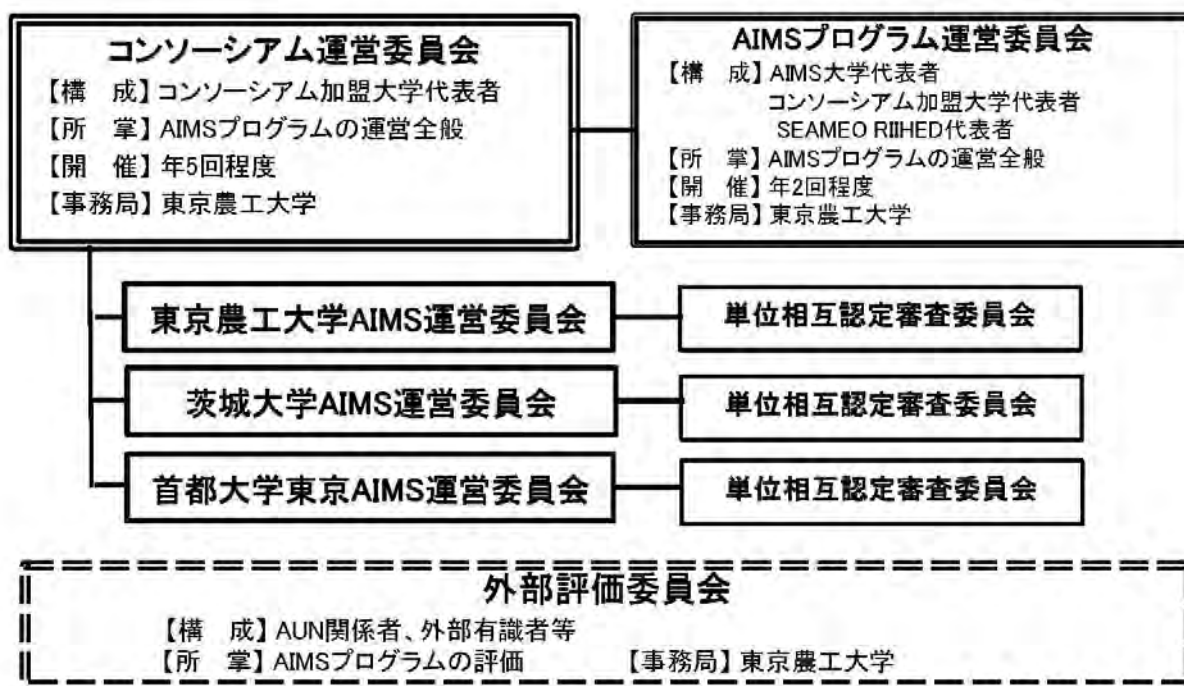 コンソーシアム運営委員会
【構　成】コンソーシアム加盟大学代表者
【所　掌】AIMSプログラムの運営全般
【開　催】年5回程度
【事務局】東京農工大学
AIMSプログラム運営委員会
【構　成】AIMS大学代表者
コンソーシアム加盟大学代表者
SEAMEO RIHED代表者
【所　掌】AIMSプログラムの運営全般
【開　催】年2回程度
【事務局】東京農工大学
東京農工大学AIMS運営委員会
単位相互認定審査委員会
茨城大学AIMS運営委員会
単位相互認定審査委員会
首都大学東京AIMS運営委員会
単位相互認定審査委員会
外部評価委員会
【構　成】AUN関係者、外部有識者等
【所　掌】AIMSプログラムの評価　　【事務局】東京農工大学